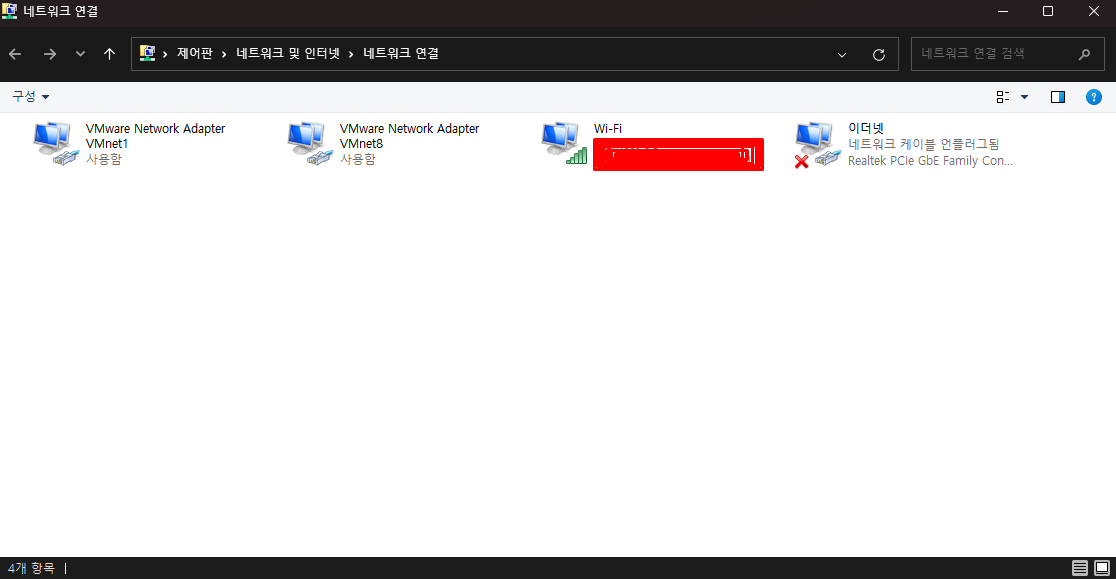 네트워크 연결
제어판 › 네트워크 및 인터넷 › 네트워크 연결
네트워크 연결 검색
구성
VMware Network Adapter
VMnet1
사용함
VMware Network Adapter
VMnet8
사용함
Wi-Fi
이더넷
네트워크 케이블 언플러그됨
Realtek PCIe GbE Family Con...
4개 항목